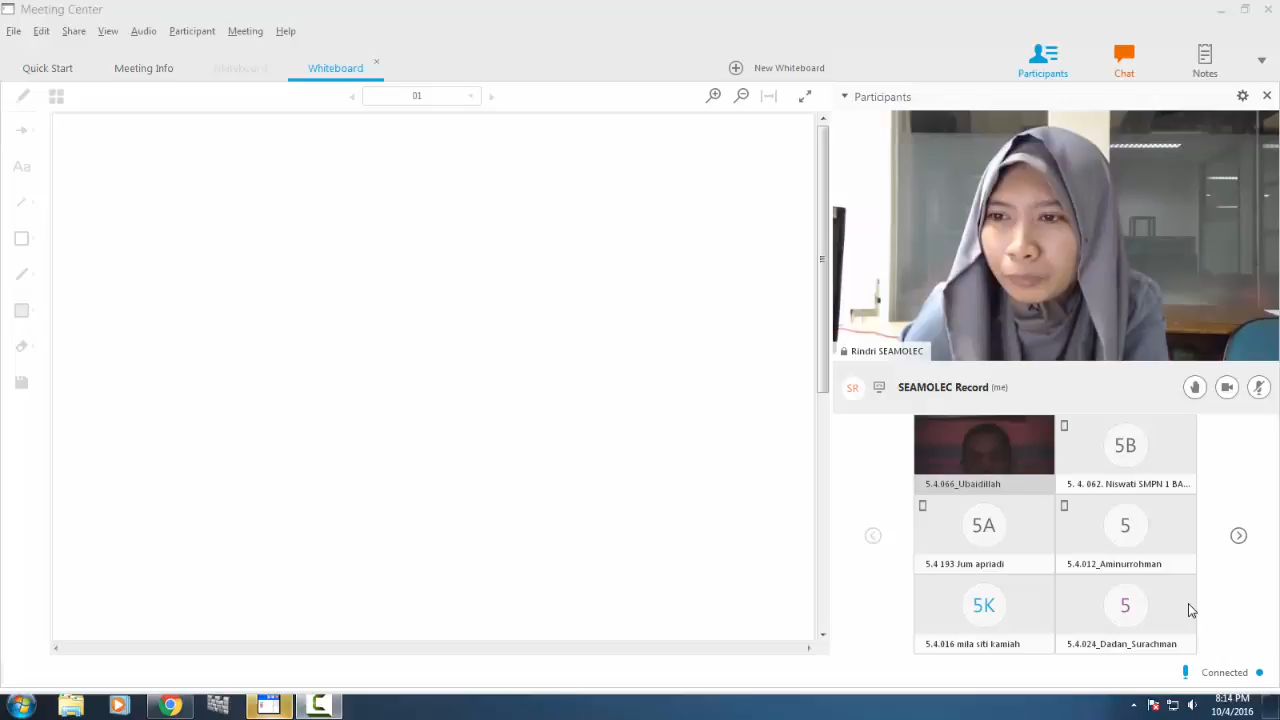 Meeting Center
File Edit Share View Audio Participant Meeting Help
Quick Start Meeting Info Whiteboard Whiteboard New Whiteboard
Participants Chat Notes
01
Aa
Participants
Rindri SEAMOLEC
SR SEAMOLEC Record (me)
5B
5.4.066_Ubaidillah 5. 4. 062. Niswati SMPN 1 BA...
5A 5
5.4 193 Jum apriadi 5.4.012_Aminurrohman
5K 5
5.4.016 mila siti kamiah 5.4.024_Dadan_Surachman
Connected
8:14 PM
10/4/2016